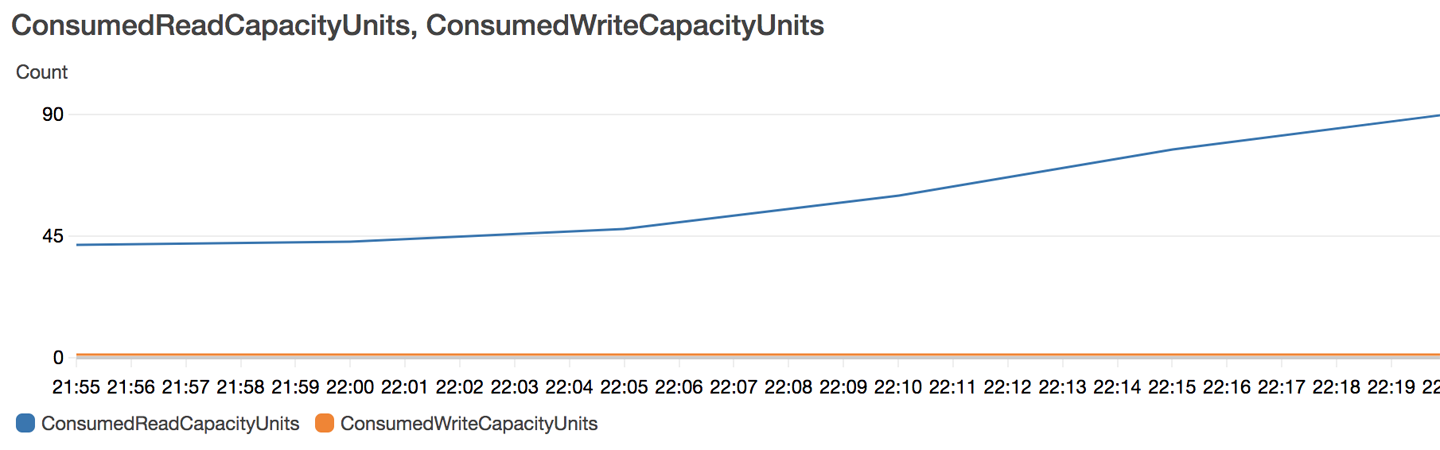 ConsumedReadCapacityUnits, ConsumedWriteCapacityUnits
Count
90
45
0
21:55 21:56 21:57 21:58 21:59 22:00 22:01 22:02 22:03 22:04 22:05 22:06 22:07 22:08 22:09 22:10 22:11 22:12 22:13 22:14 22:15 22:16 22:17 22:18 22:19 22
ConsumedReadCapacityUnits ConsumedWriteCapacityUnits